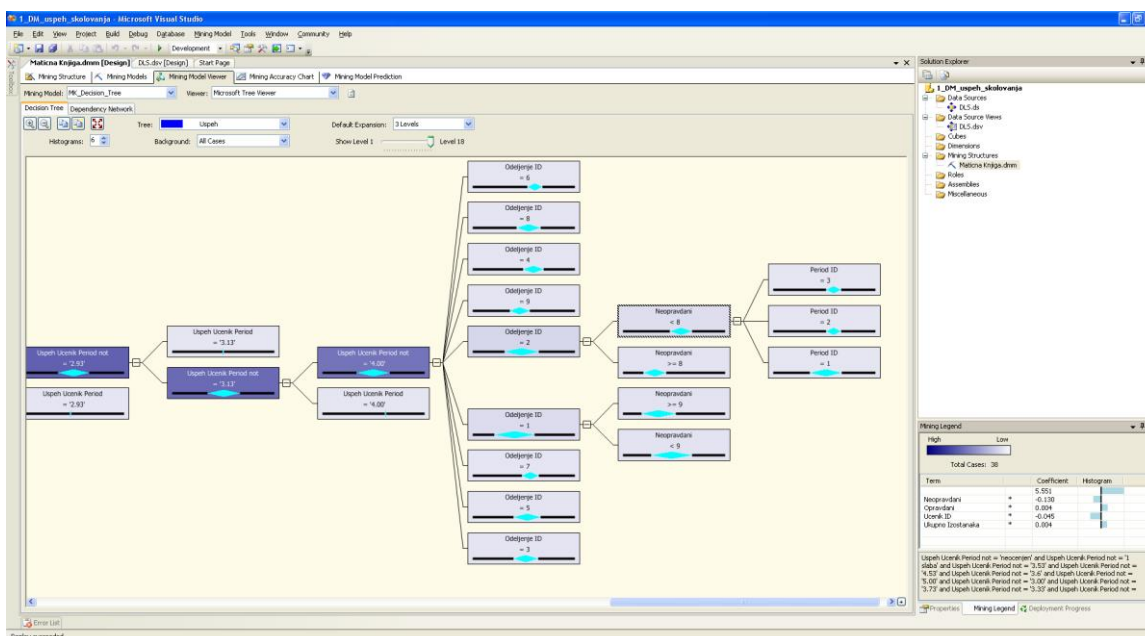 1_DM_uspeh_skolovanja - Microsoft Visual Studio
File Edit View Project Build Debug Database Mining Model Tools Window Community Help
Development
Maticna Knjiga.dmm [Design] DLS.dsv [Design] Start Page
Mining Structure Mining Models Mining Model Viewer Mining Accuracy Chart Mining Model Prediction
Mining Model: MK_Decision_Tree Viewer: Microsoft Tree Viewer
Decision Tree Dependency Network
Tree: Uspeh Default Expansion: 3 Levels
Histograms: 6 Background: All Cases Show Level 1 Level 18
Toolbox
Uspeh Ucenik Period not
= '2.93'
Uspeh Ucenik Period
= '2.93'
Uspeh Ucenik Period
= '3.13'
Uspeh Ucenik Period not
= '3.13'
Uspeh Ucenik Period not
= '4.00'
Uspeh Ucenik Period
= '4.00'
Odeljenje ID
= 6
Odeljenje ID
= 8
Odeljenje ID
= 4
Odeljenje ID
= 9
Odeljenje ID
= 2
Odeljenje ID
= 1
Odeljenje ID
= 7
Odeljenje ID
= 5
Odeljenje ID
= 3
Neopravdani
< 8
Neopravdani
>= 8
Neopravdani
>= 9
Neopravdani
< 9
Period ID
= 3
Period ID
= 2
Period ID
= 1
Solution Explorer
1_DM_uspeh_skolovanja
Data Sources
DLS.ds
Data Source Views
DLS.dsv
Cubes
Dimensions
Mining Structures
Maticna Knjiga.dmm
Roles
Assemblies
Miscellaneous
Mining Legend
High Low
Total Cases: 38
Term Coefficient Histogram
5.551
Neopravdani * -0.130
Opravdani * 0.004
Ucenik ID * -0.045
Ukupno Izostanaka * 0.004
Uspeh Ucenik Period not = 'neocenjen' and Uspeh Ucenik Period not = '1
slaba' and Uspeh Ucenik Period not = '3.53' and Uspeh Ucenik Period not =
'4.53' and Uspeh Ucenik Period not = '3.6' and Uspeh Ucenik Period not =
'5.00' and Uspeh Ucenik Period not = '3.00' and Uspeh Ucenik Period not =
'3.73' and Uspeh Ucenik Period not = '3.33' and Uspeh Ucenik Period not =
Properties Mining Legend Deployment Progress
Error List